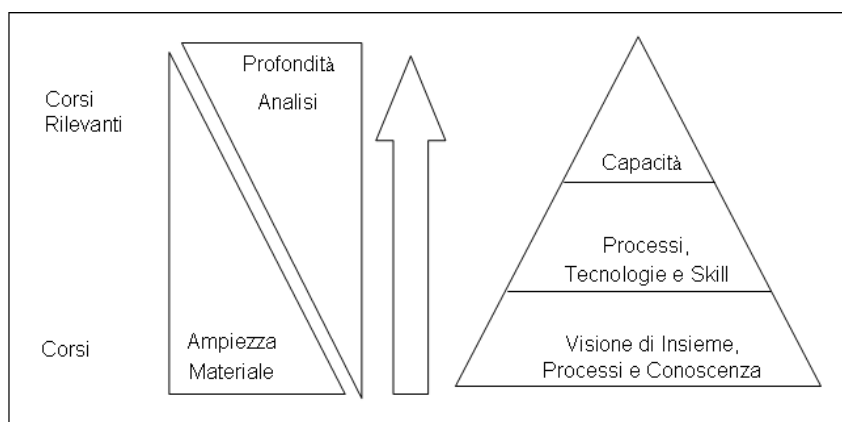 Corsi
Rilevanti
Profondità
Analisi
Capacità
Processi,
Tecnologie e Skill
Corsi
Ampiezza
Materiale
Visione di Insieme,
Processi e Conoscenza